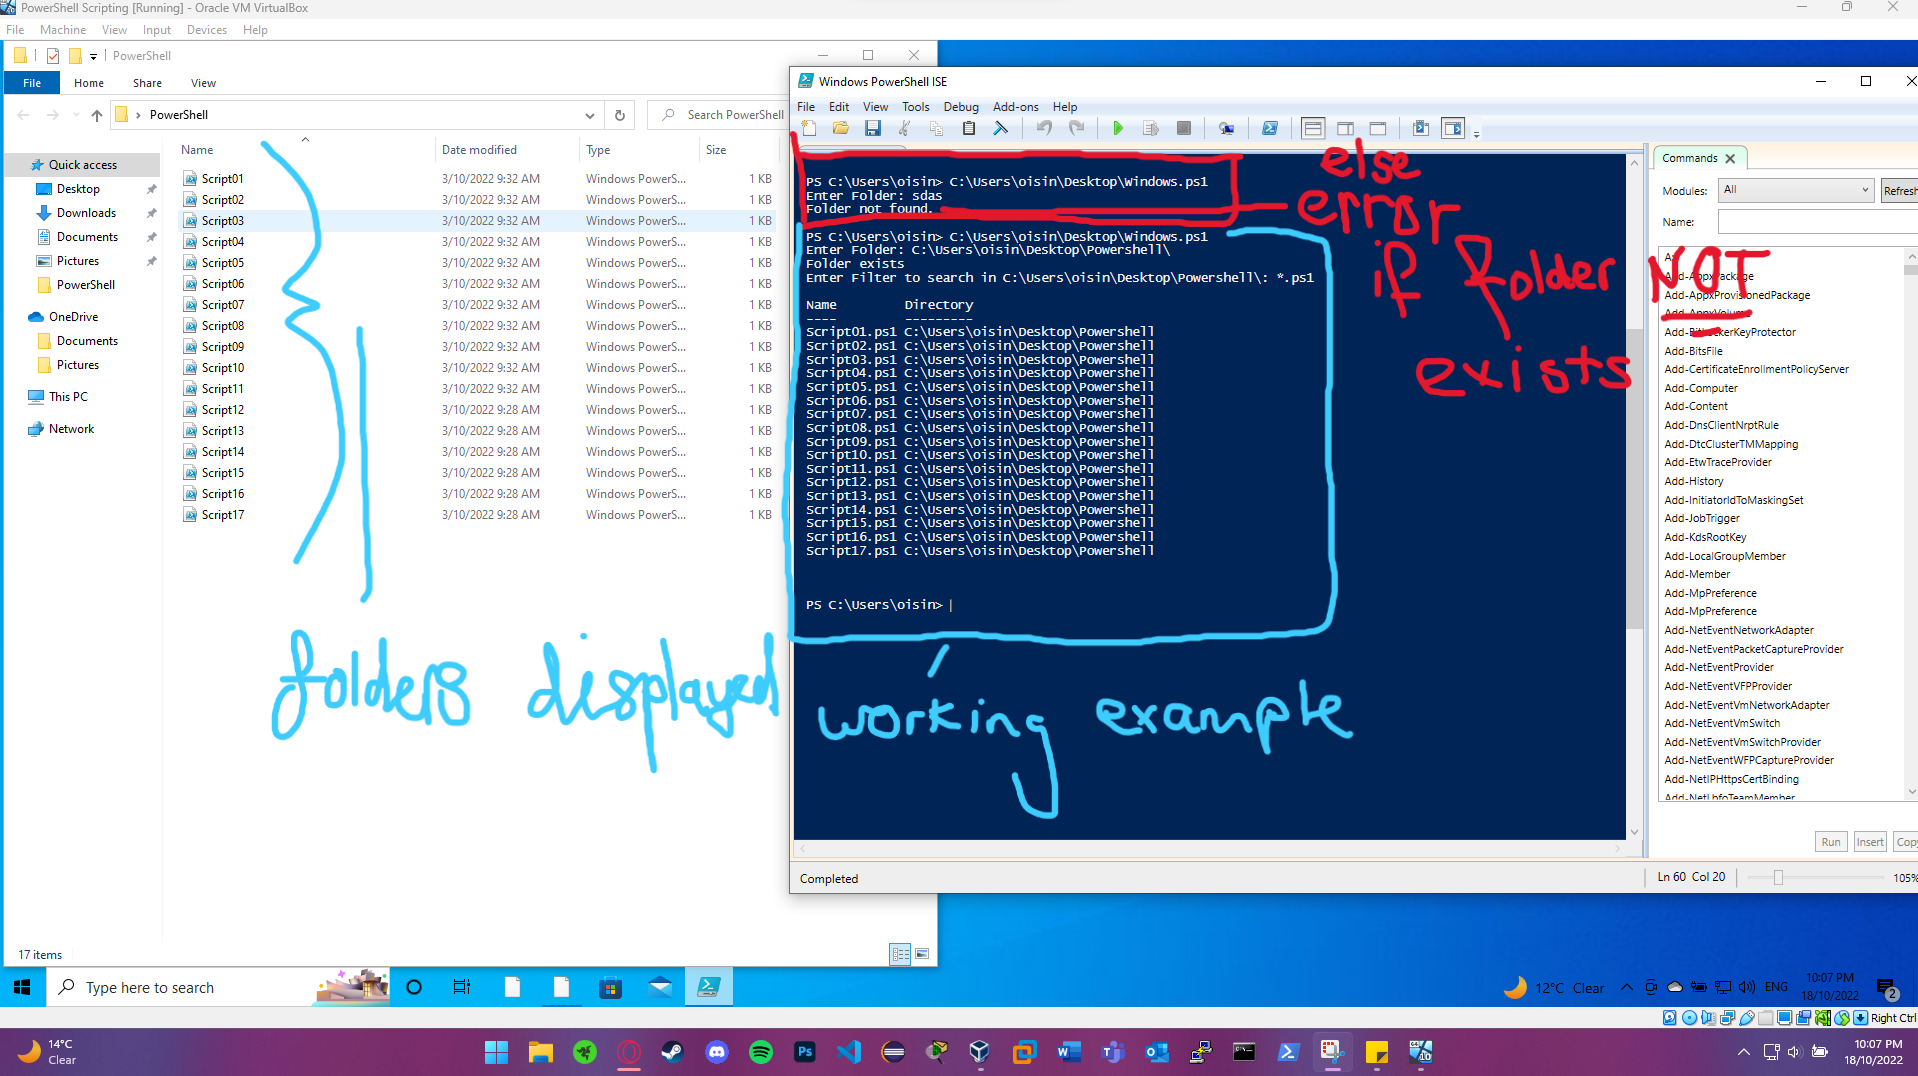 PowerShell Scripting [Running] - Oracle VM VirtualBox
File Machine View Input Devices Help
PowerShell
File Home Share View
PowerShell
Search PowerShell
Name Date modified Type Size
Quick access
Desktop
Downloads
Documents
Pictures
PowerShell
OneDrive
Documents
Pictures
This PC
Network
Script01 3/10/2022 9:32 AM Windows PowerS... 1 KB
Script02 3/10/2022 9:32 AM Windows PowerS... 1 KB
Script03 3/10/2022 9:32 AM Windows PowerS... 1 KB
Script04 3/10/2022 9:32 AM Windows PowerS... 1 KB
Script05 3/10/2022 9:32 AM Windows PowerS... 1 KB
Script06 3/10/2022 9:32 AM Windows PowerS... 1 KB
Script07 3/10/2022 9:32 AM Windows PowerS... 1 KB
Script08 3/10/2022 9:32 AM Windows PowerS... 1 KB
Script09 3/10/2022 9:32 AM Windows PowerS... 1 KB
Script10 3/10/2022 9:32 AM Windows PowerS... 1 KB
Script11 3/10/2022 9:32 AM Windows PowerS... 1 KB
Script12 3/10/2022 9:28 AM Windows PowerS... 1 KB
Script13 3/10/2022 9:28 AM Windows PowerS... 1 KB
Script14 3/10/2022 9:28 AM Windows PowerS... 1 KB
Script15 3/10/2022 9:28 AM Windows PowerS... 1 KB
Script16 3/10/2022 9:28 AM Windows PowerS... 1 KB
Script17 3/10/2022 9:28 AM Windows PowerS... 1 KB
folders displayed
17 items
Windows PowerShell ISE
File Edit View Tools Debug Add-ons Help
PS C:\Users\oisin> C:\Users\oisin\Desktop\Windows.ps1
Enter Folder: sdas
Folder not found.
PS C:\Users\oisin> C:\Users\oisin\Desktop\Windows.ps1
Enter Folder: C:\Users\oisin\Desktop\Powershell\
Folder exists
Enter Filter to search in C:\Users\oisin\Desktop\Powershell\: *.ps1
Name Directory
---- ---------
Script01.ps1 C:\Users\oisin\Desktop\Powershell
Script02.ps1 C:\Users\oisin\Desktop\Powershell
Script03.ps1 C:\Users\oisin\Desktop\Powershell
Script04.ps1 C:\Users\oisin\Desktop\Powershell
Script05.ps1 C:\Users\oisin\Desktop\Powershell
Script06.ps1 C:\Users\oisin\Desktop\Powershell
Script07.ps1 C:\Users\oisin\Desktop\Powershell
Script08.ps1 C:\Users\oisin\Desktop\Powershell
Script09.ps1 C:\Users\oisin\Desktop\Powershell
Script10.ps1 C:\Users\oisin\Desktop\Powershell
Script11.ps1 C:\Users\oisin\Desktop\Powershell
Script12.ps1 C:\Users\oisin\Desktop\Powershell
Script13.ps1 C:\Users\oisin\Desktop\Powershell
Script14.ps1 C:\Users\oisin\Desktop\Powershell
Script15.ps1 C:\Users\oisin\Desktop\Powershell
Script16.ps1 C:\Users\oisin\Desktop\Powershell
Script17.ps1 C:\Users\oisin\Desktop\Powershell
PS C:\Users\oisin>
else
error
if folder NOT
exists
working example
Commands
Modules: All Refresh
Name:
A:
Add-AppxPackage
Add-AppxProvisionedPackage
Add-AppxVolume
Add-BitLockerKeyProtector
Add-BitsFile
Add-CertificateEnrollmentPolicyServer
Add-Computer
Add-Content
Add-DnsClientNrptRule
Add-DtcClusterTMMapping
Add-EtwTraceProvider
Add-History
Add-InitiatorIdToMaskingSet
Add-JobTrigger
Add-KdsRootKey
Add-LocalGroupMember
Add-Member
Add-MpPreference
Add-MpPreference
Add-NetEventNetworkAdapter
Add-NetEventPacketCaptureProvider
Add-NetEventProvider
Add-NetEventVFPProvider
Add-NetEventVmNetworkAdapter
Add-NetEventVmSwitch
Add-NetEventVmSwitchProvider
Add-NetEventWFPCaptureProvider
Add-NetIPHttpsCertBinding
Add-NetLbfoTeamMember
Run Insert Copy
Completed Ln 60 Col 20 105%
Type here to search
12°C Clear ENG 10:07 PM
18/10/2022 2
Right Ctrl
14°C
Clear
10:07 PM
18/10/2022